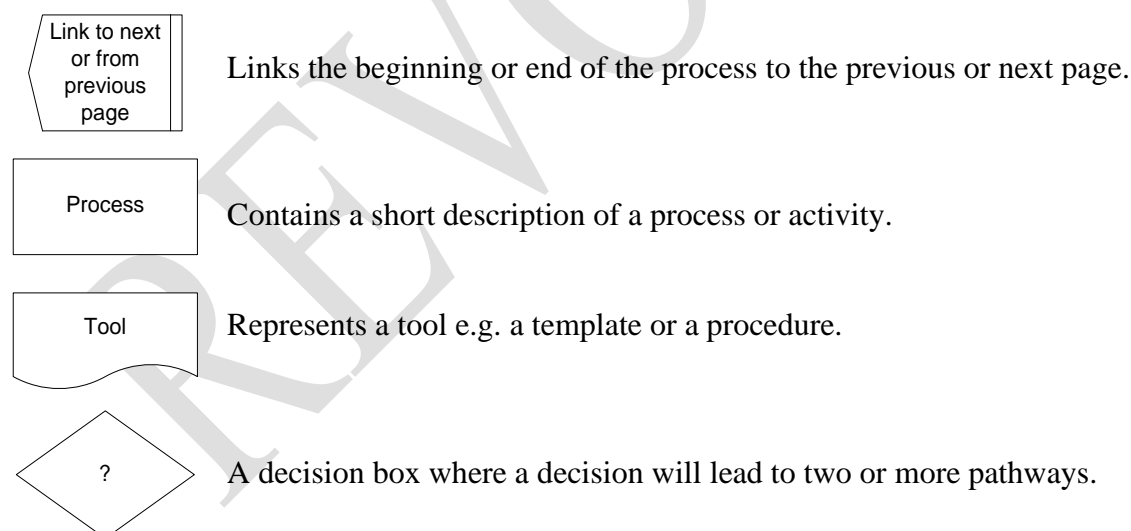 Link to next
or from
previous
page
Links the beginning or end of the process to the previous or next page.
Process
Contains a short description of a process or activity.
Tool
Represents a tool e.g. a template or a procedure.
?
A decision box where a decision will lead to two or more pathways.
REVO